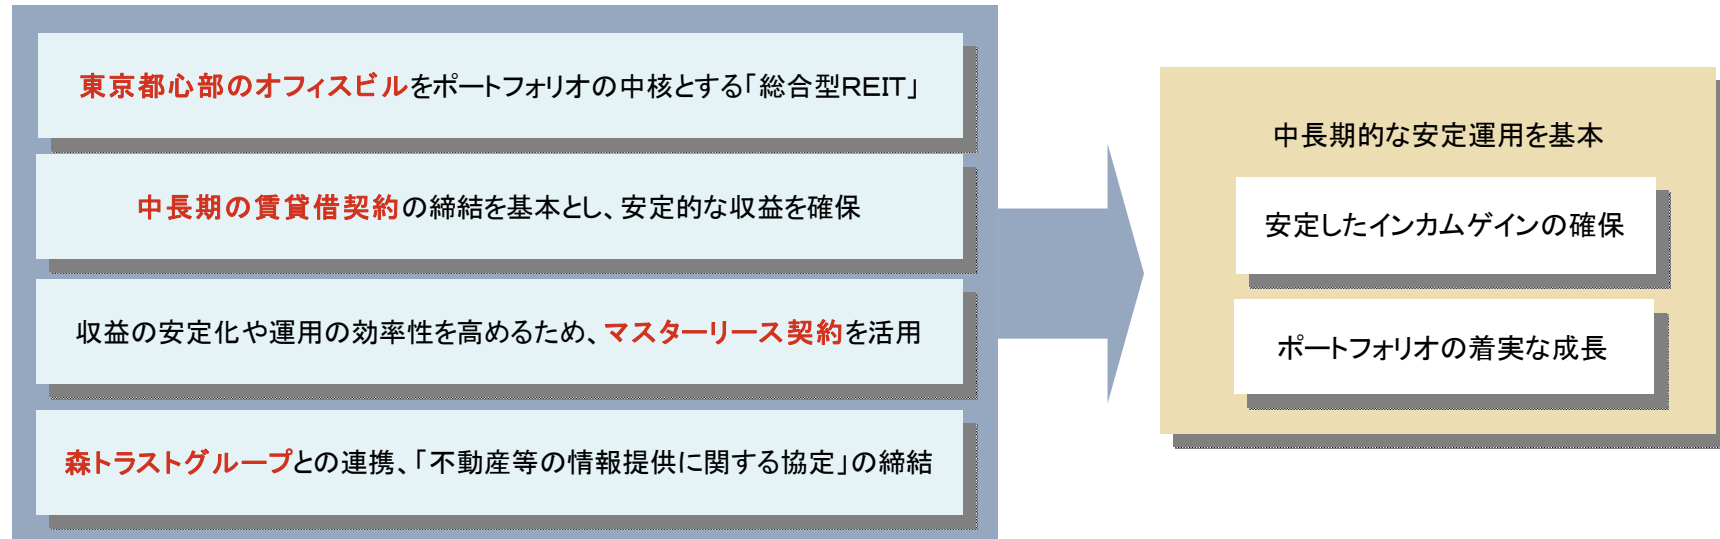 東京都心部のオフィスビルをポートフォリオの中核とする「総合型REIT」
中長期の賃貸借契約の締結を基本とし、安定的な収益を確保
収益の安定化や運用の効率性を高めるため、マスターリース契約を活用
森トラストグループとの連携、「不動産等の情報提供に関する協定」の締結
中長期的な安定運用を基本
安定したインカムゲインの確保
ポートフォリオの着実な成長